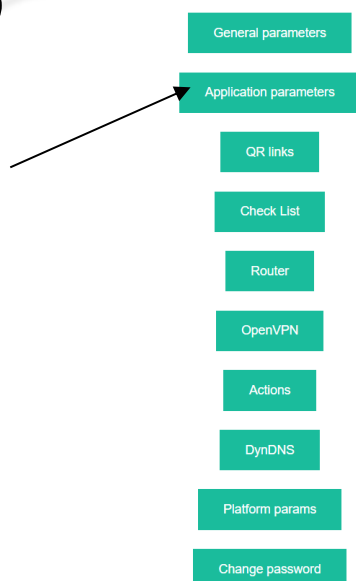 General parameters
Application parameters
QR links
Check List
Router
OpenVPN
Actions
DynDNS
Platform params
Change password